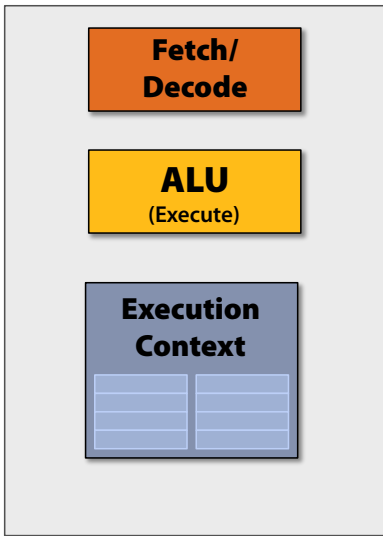 Fetch/
Decode
ALU
(Execute)
Execution
Context